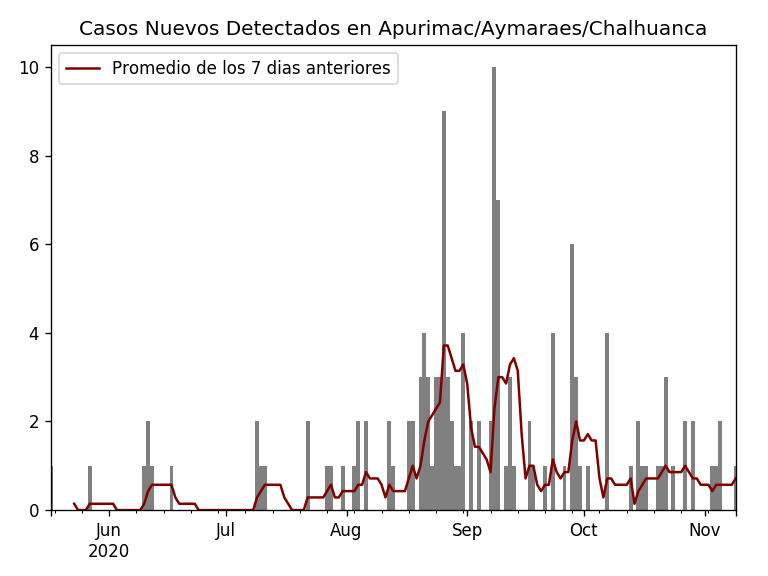 Casos Nuevos Detectados en Apurimac/Aymaraes/Chalhuanca
Promedio de los 7 dias anteriores
10
8
6
4
2
0
Jun Jul Aug Sep Oct Nov
2020